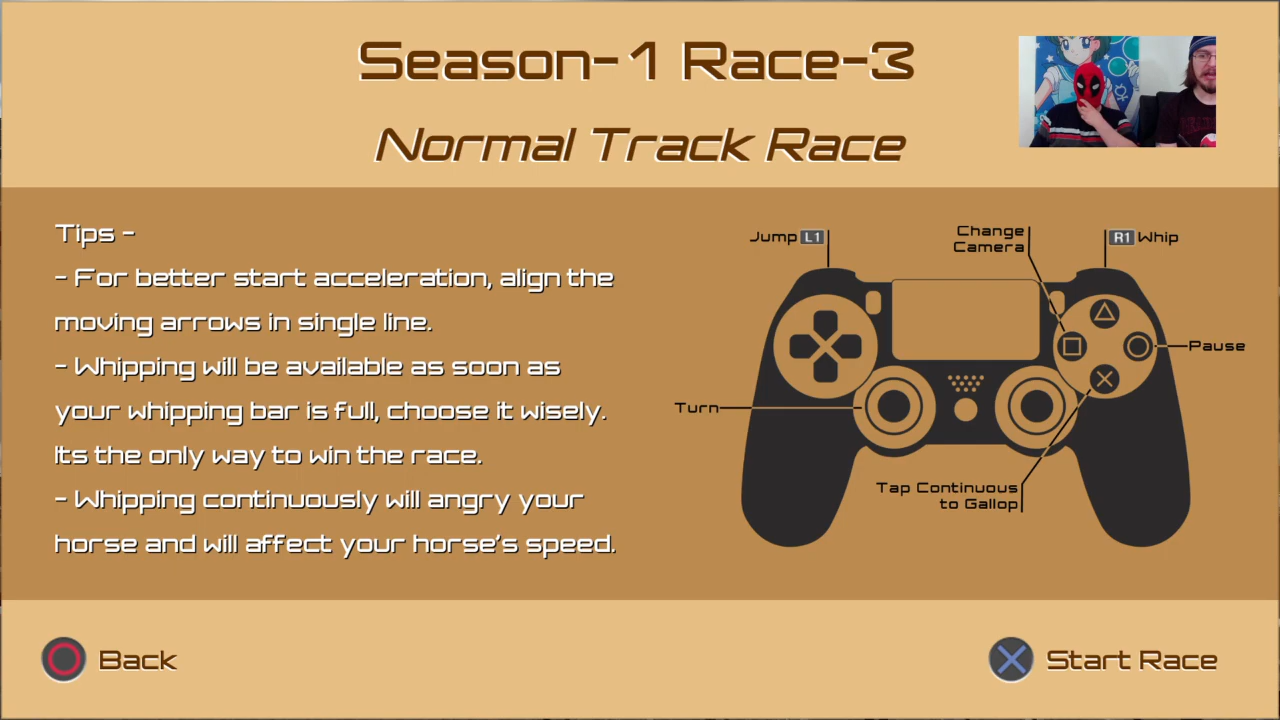 Season-1 Race-3
Normal Track Race
Tips -
- For better start acceleration, align the
moving arrows in single line.
- Whipping will be available as soon as
your whipping bar is full, choose it wisely.
Its the only way to win the race.
- Whipping continuously will angry your
horse and will affect your horse's speed.
Jump L1
Change
Camera
R1 Whip
Pause
Turn
Tap Continuous
to Gallop
Back
Start Race